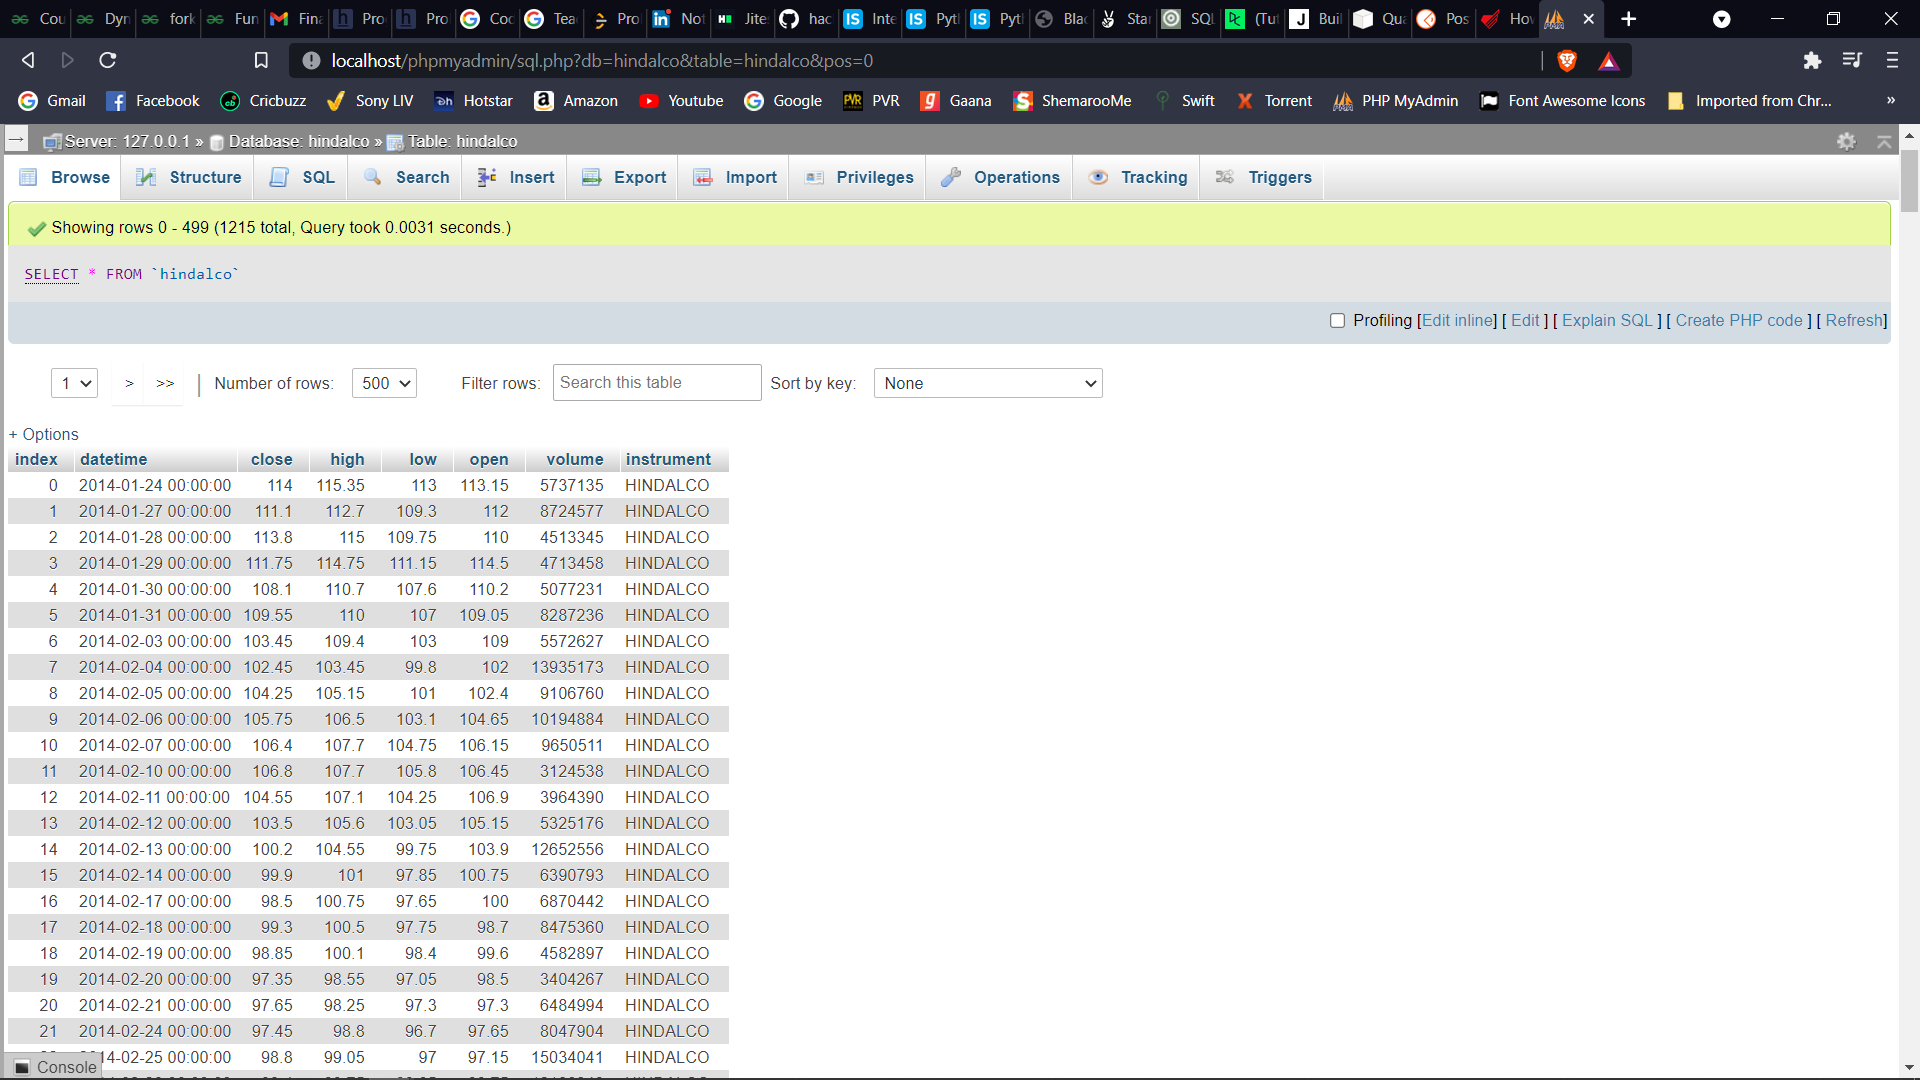 Cou Dyn fork Fun Fina Pro Pro Coo Tea Pro Not Jite hac Inte Pytl Pytl Bla Star SQL (Tut Buil Qua Pos Hov
localhost/phpmyadmin/sql.php?db=hindalco&table=hindalco&pos=0
Gmail Facebook Cricbuzz Sony LIV Hotstar Amazon Youtube Google PVR Gaana ShemarooMe Swift Torrent PHP MyAdmin Font Awesome Icons Imported from Chr... »
Server: 127.0.0.1 » Database: hindalco » Table: hindalco
Browse Structure SQL Search Insert Export Import Privileges Operations Tracking Triggers
Showing rows 0 - 499 (1215 total, Query took 0.0031 seconds.)
SELECT * FROM `hindalco`
Profiling [Edit inline] [ Edit ] [ Explain SQL ] [ Create PHP code ] [ Refresh]
1 > >> | Number of rows: 500 Filter rows: Search this table Sort by key: None
+ Options
index datetime close high low open volume instrument
0 2014-01-24 00:00:00 114 115.35 113 113.15 5737135 HINDALCO
1 2014-01-27 00:00:00 111.1 112.7 109.3 112 8724577 HINDALCO
2 2014-01-28 00:00:00 113.8 115 109.75 110 4513345 HINDALCO
3 2014-01-29 00:00:00 111.75 114.75 111.15 114.5 4713458 HINDALCO
4 2014-01-30 00:00:00 108.1 110.7 107.6 110.2 5077231 HINDALCO
5 2014-01-31 00:00:00 109.55 110 107 109.05 8287236 HINDALCO
6 2014-02-03 00:00:00 103.45 109.4 103 109 5572627 HINDALCO
7 2014-02-04 00:00:00 102.45 103.45 99.8 102 13935173 HINDALCO
8 2014-02-05 00:00:00 104.25 105.15 101 102.4 9106760 HINDALCO
9 2014-02-06 00:00:00 105.75 106.5 103.1 104.65 10194884 HINDALCO
10 2014-02-07 00:00:00 106.4 107.7 104.75 106.15 9650511 HINDALCO
11 2014-02-10 00:00:00 106.8 107.7 105.8 106.45 3124538 HINDALCO
12 2014-02-11 00:00:00 104.55 107.1 104.25 106.9 3964390 HINDALCO
13 2014-02-12 00:00:00 103.5 105.6 103.05 105.15 5325176 HINDALCO
14 2014-02-13 00:00:00 100.2 104.55 99.75 103.9 12652556 HINDALCO
15 2014-02-14 00:00:00 99.9 101 97.85 100.75 6390793 HINDALCO
16 2014-02-17 00:00:00 98.5 100.75 97.65 100 6870442 HINDALCO
17 2014-02-18 00:00:00 99.3 100.5 97.75 98.7 8475360 HINDALCO
18 2014-02-19 00:00:00 98.85 100.1 98.4 99.6 4582897 HINDALCO
19 2014-02-20 00:00:00 97.35 98.55 97.05 98.5 3404267 HINDALCO
20 2014-02-21 00:00:00 97.65 98.25 97.3 97.3 6484994 HINDALCO
21 2014-02-24 00:00:00 97.45 98.8 96.7 97.65 8047904 HINDALCO
14-02-25 00:00:00 98.8 99.05 97 97.15 15034041 HINDALCO
Console